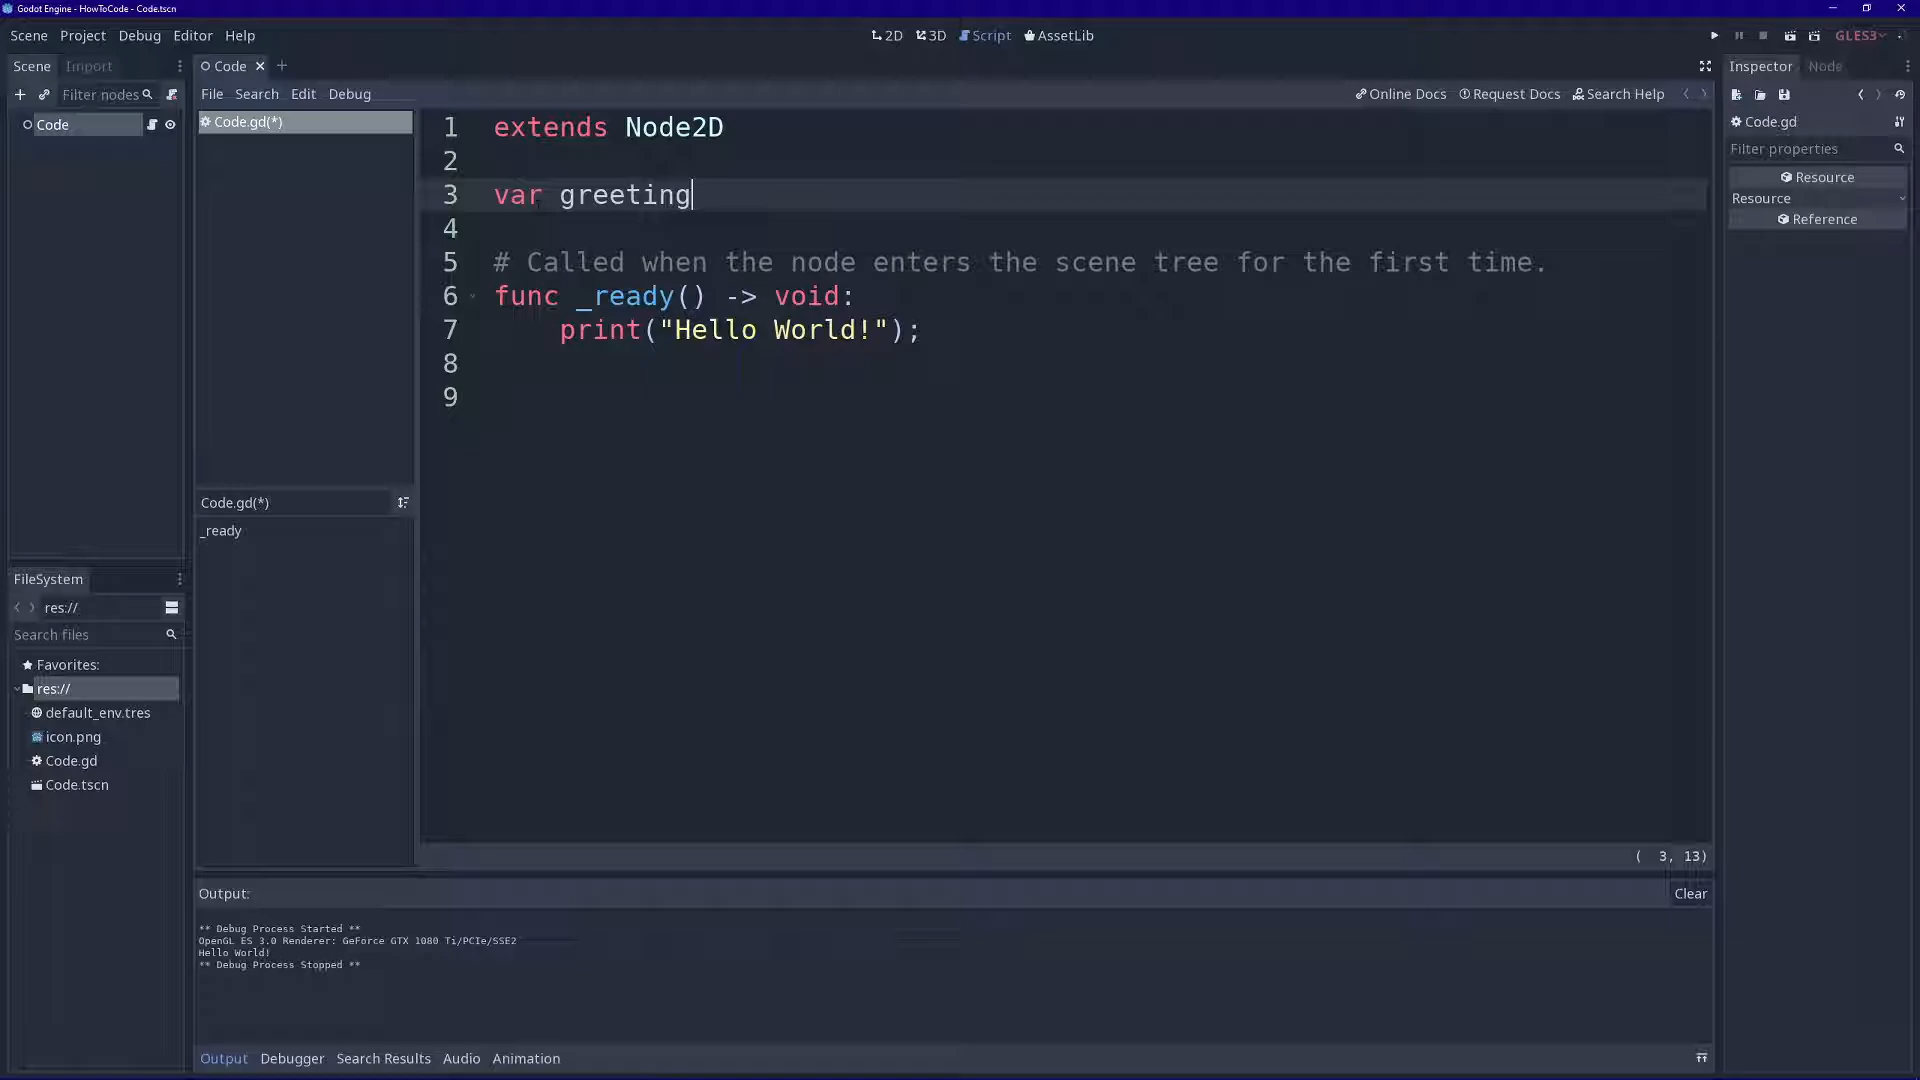 Godot Engine - HowToCode - Code.tscn
Scene Project Debug Editor Help
2D 3D Script AssetLib
GLES3
Scene Import
Code
Inspector Node
Filter nodes
File Search Edit Debug
Online Docs Request Docs Search Help
Code
Code.gd(*)
Code.gd
Filter properties
Resource
Resource
Reference
1 extends Node2D
2
3 var greeting
4
5 # Called when the node enters the scene tree for the first time.
6 func _ready() -> void:
7 print("Hello World!");
8
9
Code.gd(*)
_ready
FileSystem
res://
Search files
Favorites:
res://
default_env.tres
icon.png
Code.gd
Code.tscn
( 3, 13)
Output:
Clear
** Debug Process Started **
OpenGL ES 3.0 Renderer: GeForce GTX 1080 Ti/PCIe/SSE2
Hello World!
** Debug Process Stopped **
Output Debugger Search Results Audio Animation